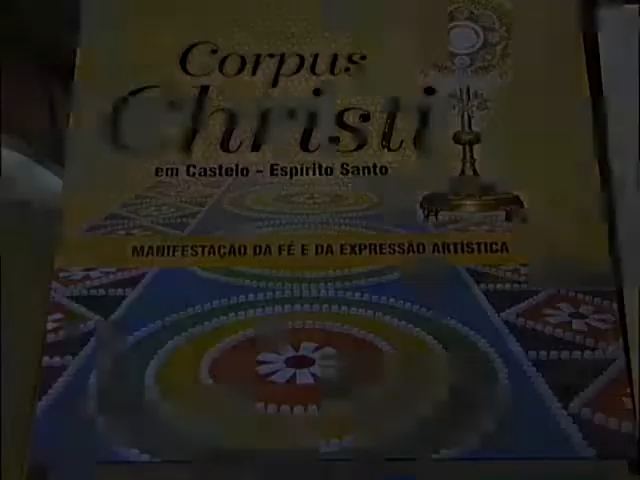 Corpus
Christi
em Castelo - Espírito Santo
MANIFESTAÇÃO DA FÉ E DA EXPRESSÃO ARTÍSTICA